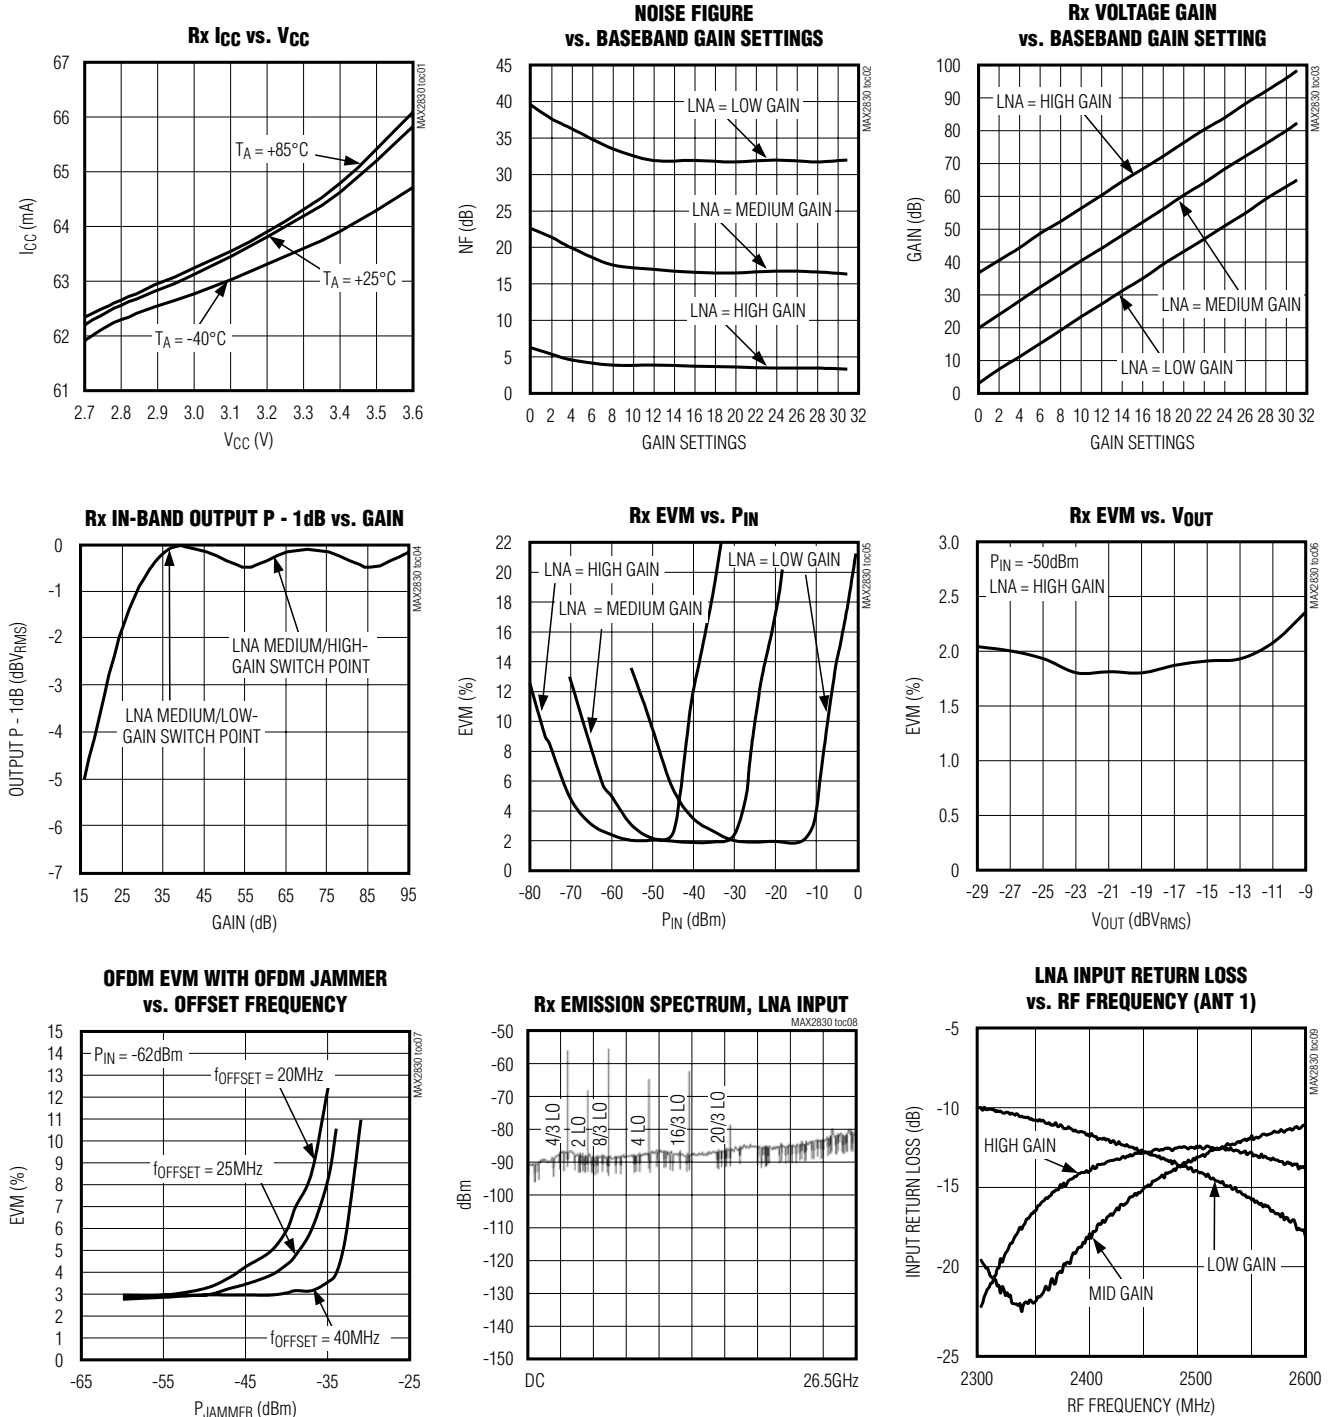 Rx ICC vs. VCC
MAX2830 toc01
ICC (mA)
67
66
65
64
63
62
61
TA = +85°C
TA = +25°C
TA = -40°C
2.7 2.8 2.9 3.0 3.1 3.2 3.3 3.4 3.5 3.6
VCC (V)
NOISE FIGURE
vs. BASEBAND GAIN SETTINGS
MAX2830 toc02
NF (dB)
45
40
35
30
25
20
15
10
5
0
LNA = LOW GAIN
LNA = MEDIUM GAIN
LNA = HIGH GAIN
0 2 4 6 8 10 12 14 16 18 20 22 24 26 28 30 32
GAIN SETTINGS
Rx VOLTAGE GAIN
vs. BASEBAND GAIN SETTING
MAX2830 toc03
GAIN (dB)
100
90
80
70
60
50
40
30
20
10
0
LNA = HIGH GAIN
LNA = MEDIUM GAIN
LNA = LOW GAIN
0 2 4 6 8 10 12 14 16 18 20 22 24 26 28 30 32
GAIN SETTINGS
Rx IN-BAND OUTPUT P - 1dB vs. GAIN
MAX2830 toc04
OUTPUT P - 1dB (dBVRMS)
0
-1
-2
-3
-4
-5
-6
-7
LNA MEDIUM/HIGH-
GAIN SWITCH POINT
LNA MEDIUM/LOW-
GAIN SWITCH POINT
15 25 35 45 55 65 75 85 95
GAIN (dB)
Rx EVM vs. PIN
MAX2830 toc05
EVM (%)
22
20
18
16
14
12
10
8
6
4
2
0
LNA = LOW GAIN
LNA = HIGH GAIN
LNA = MEDIUM GAIN
-80 -70 -60 -50 -40 -30 -20 -10 0
PIN (dBm)
Rx EVM vs. VOUT
MAX2830 toc06
EVM (%)
3.0
2.5
2.0
1.5
1.0
0.5
0
PIN = -50dBm
LNA = HIGH GAIN
-29 -27 -25 -23 -21 -19 -17 -15 -13 -11 -9
VOUT (dBVRMS)
OFDM EVM WITH OFDM JAMMER
vs. OFFSET FREQUENCY
MAX2830 toc07
EVM (%)
15
14
13
12
11
10
9
8
7
6
5
4
3
2
1
0
PIN = -62dBm
fOFFSET = 20MHz
fOFFSET = 25MHz
fOFFSET = 40MHz
-65 -55 -45 -35 -25
PJAMMER (dBm)
Rx EMISSION SPECTRUM, LNA INPUT
MAX2830 toc08
dBm
-50
-60
-70
-80
-90
-100
-110
-120
-130
-140
-150
4/3 LO
2 LO
8/3 LO
4 LO
16/3 LO
20/3 LO
DC 26.5GHz
LNA INPUT RETURN LOSS
vs. RF FREQUENCY (ANT 1)
MAX2830 toc09
INPUT RETURN LOSS (dB)
-5
-10
-15
-20
-25
HIGH GAIN
LOW GAIN
MID GAIN
2300 2400 2500 2600
RF FREQUENCY (MHz)